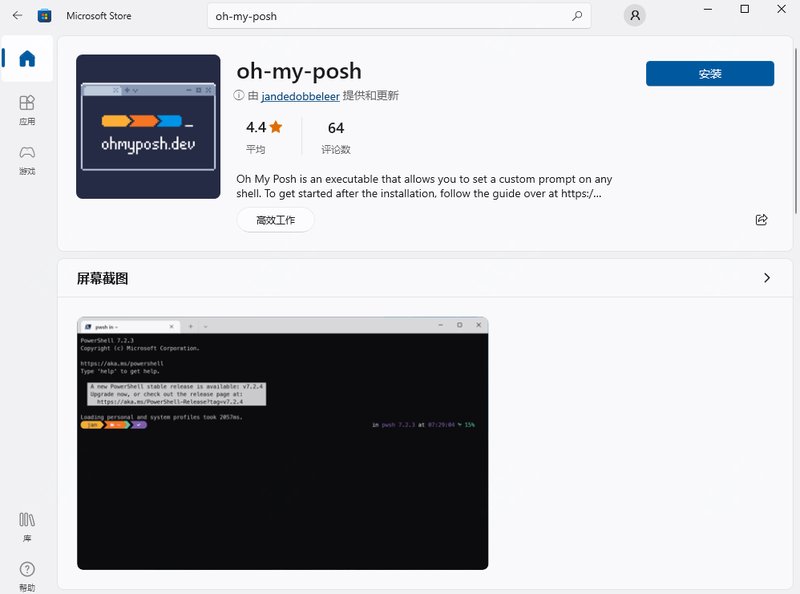 Microsoft Store
oh-my-posh
应用
游戏
库
帮助
ohmyposh.dev
oh-my-posh
由 jandedobbeleer 提供和更新
4.4
平均
64
评论数
Oh My Posh is an executable that allows you to set a custom prompt on any
shell. To get started after the installation, follow the guide over at https:/...
高效工作
安装
屏幕截图
pwsh in ~
PowerShell 7.2.3
Copyright (c) Microsoft Corporation.
https://aka.ms/powershell
Type 'help' to get help.
A new PowerShell stable release is available: v7.2.4
Upgrade now, or check out the release page at:
https://aka.ms/PowerShell-Release?tag=v7.2.4
Loading personal and system profiles took 2057ms.
jan
in pwsh 7.2.3 at 07:29:04 15%